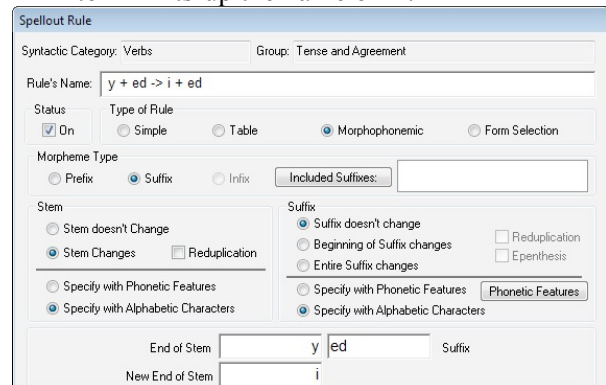 Spellout Rule
Syntactic Category: Verbs Group: Tense and Agreement
Rule's Name: y + ed -> i + ed
Status Type of Rule
On Simple Table Morphophonemic Form Selection
Morpheme Type
Prefix Suffix Infix Included Suffixes:
Stem Suffix
Stem doesn't Change Suffix doesn't change
Stem Changes Reduplication Beginning of Suffix changes Reduplication
Entire Suffix changes Epenthesis
Specify with Phonetic Features Specify with Phonetic Features Phonetic Features
Specify with Alphabetic Characters Specify with Alphabetic Characters
End of Stem y ed Suffix
New End of Stem i